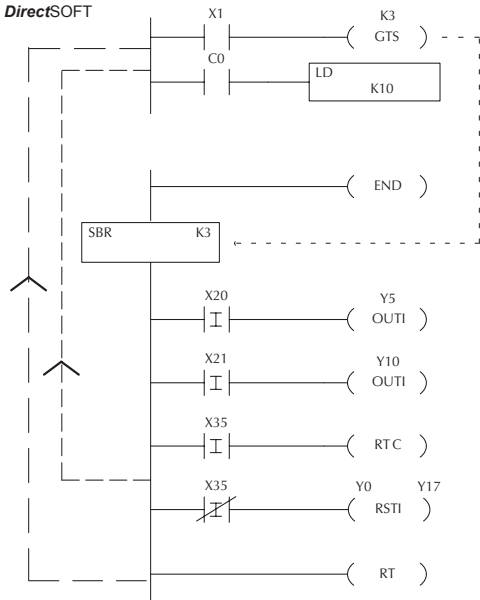 DirectSOFT
X1 K3
GTS
C0
LD
K10
END
SBR K3
X20 Y5
I OUTI
X21 Y10
I OUTI
X35
I RTC
X35 Y0 Y17
I RSTI
RT